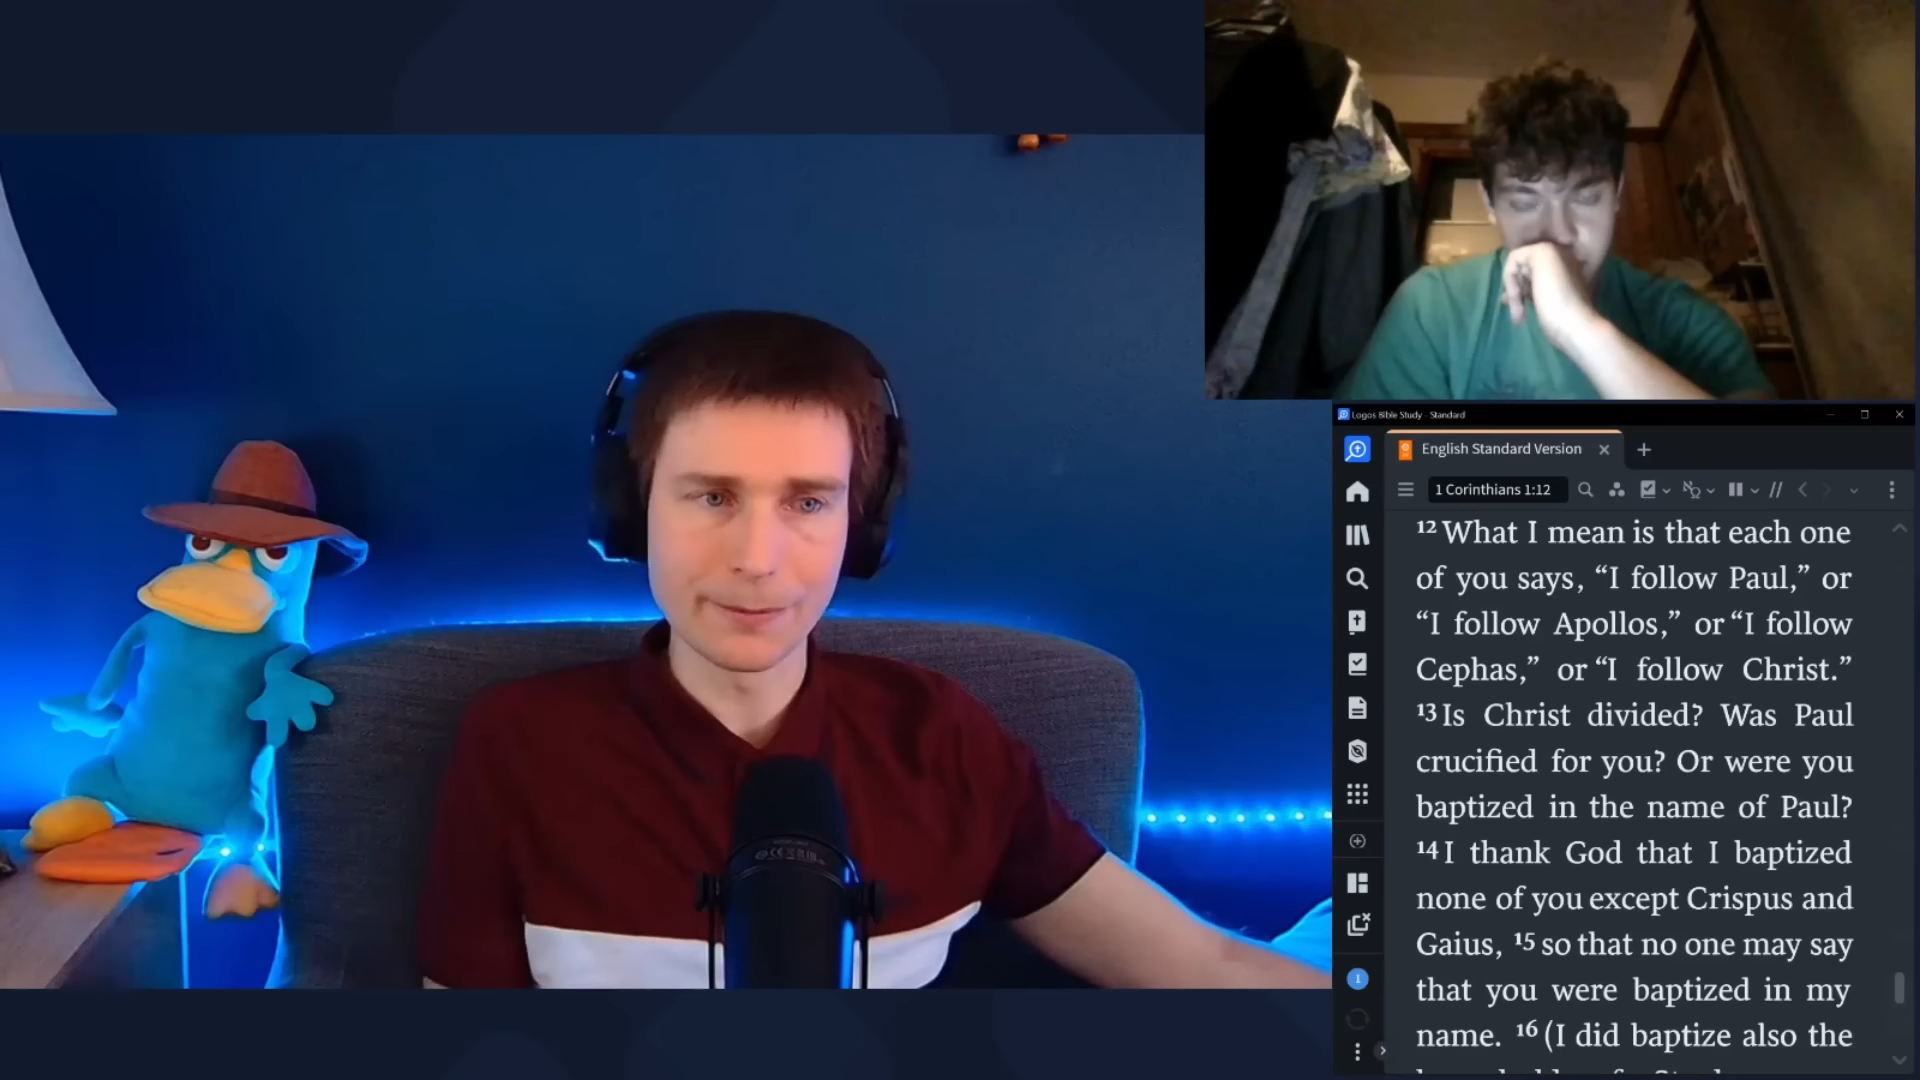 Logos Bible Study - Standard
English Standard Version
1 Corinthians 1:12
12 What I mean is that each one
of you says, “I follow Paul,” or
“I follow Apollos,” or “I follow
Cephas,” or “I follow Christ.”
13 Is Christ divided? Was Paul
crucified for you? Or were you
baptized in the name of Paul?
14 I thank God that I baptized
none of you except Crispus and
Gaius, 15 so that no one may say
that you were baptized in my
name. 16 (I did baptize also the
1